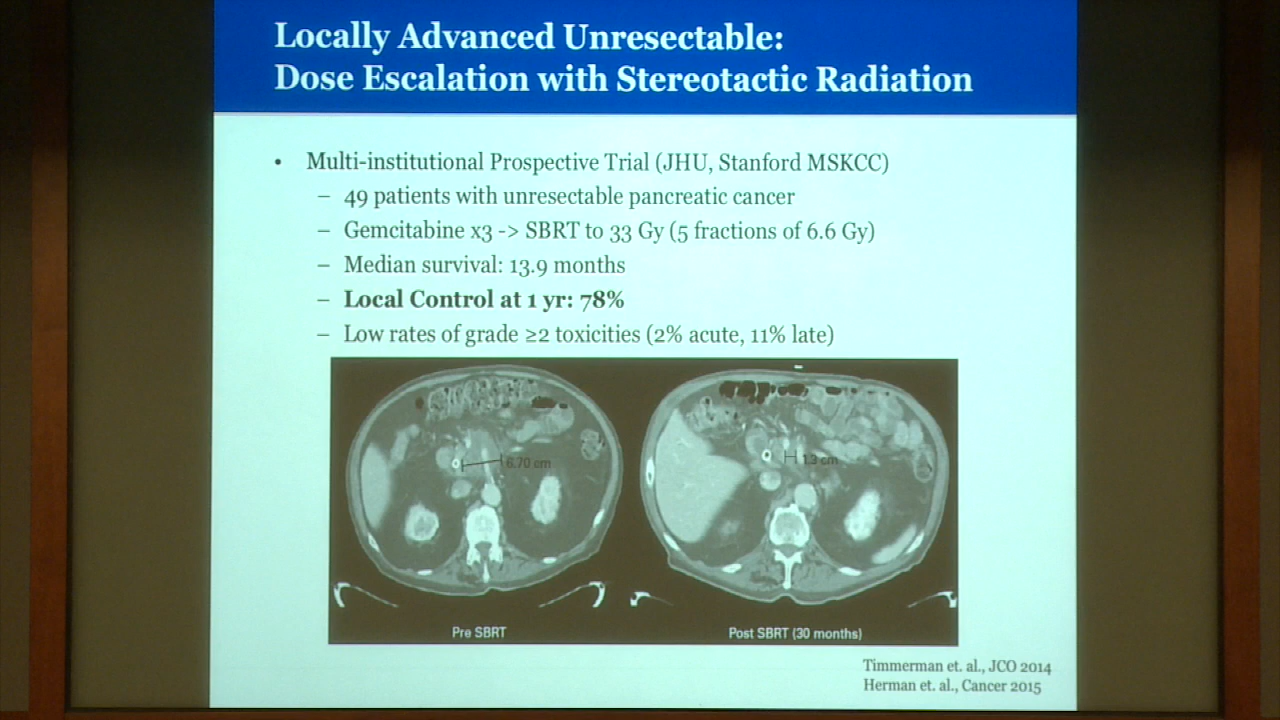 Locally Advanced Unresectable:
Dose Escalation with Stereotactic Radiation
• Multi-institutional Prospective Trial (JHU, Stanford MSKCC)
– 49 patients with unresectable pancreatic cancer
– Gemcitabine x3 -> SBRT to 33 Gy (5 fractions of 6.6 Gy)
– Median survival: 13.9 months
– Local Control at 1 yr: 78%
– Low rates of grade ≥2 toxicities (2% acute, 11% late)
6.70 cm
1.3 cm
Pre SBRT
Post SBRT (30 months)
Timmerman et. al., JCO 2014
Herman et. al., Cancer 2015